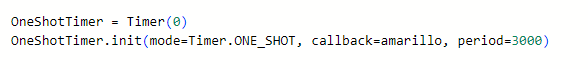 OneShotTimer = Timer(0)
OneShotTimer.init(mode=Timer.ONE_SHOT, callback=amarillo, period=3000)